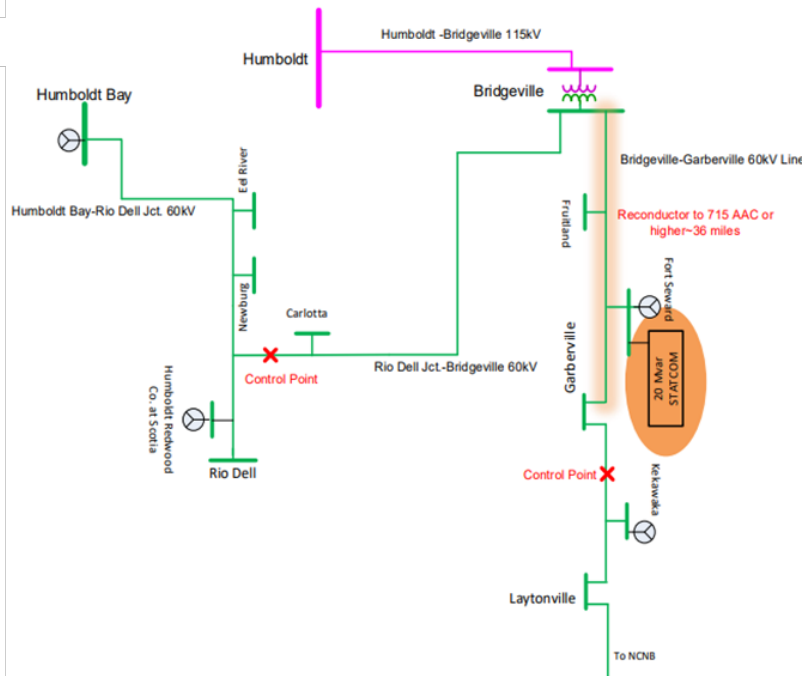 Humboldt -Bridgeville 115kV
Humboldt
Bridgeville
Humboldt Bay
Eel River
Bridgeville-Garberville 60kV Line
Humboldt Bay-Rio Dell Jct. 60kV
Fruitland
Reconductor to 715 AAC or
higher~36 miles
Newburg
Fort Seward
Carlotta
Garberville
20 Mvar
STATCOM
Rio Dell Jct.-Bridgeville 60kV
Control Point
Humboldt Redwood
Co. at Scotia
Rio Dell
Control Point
Kekawaka
Laytonville
To NCNB